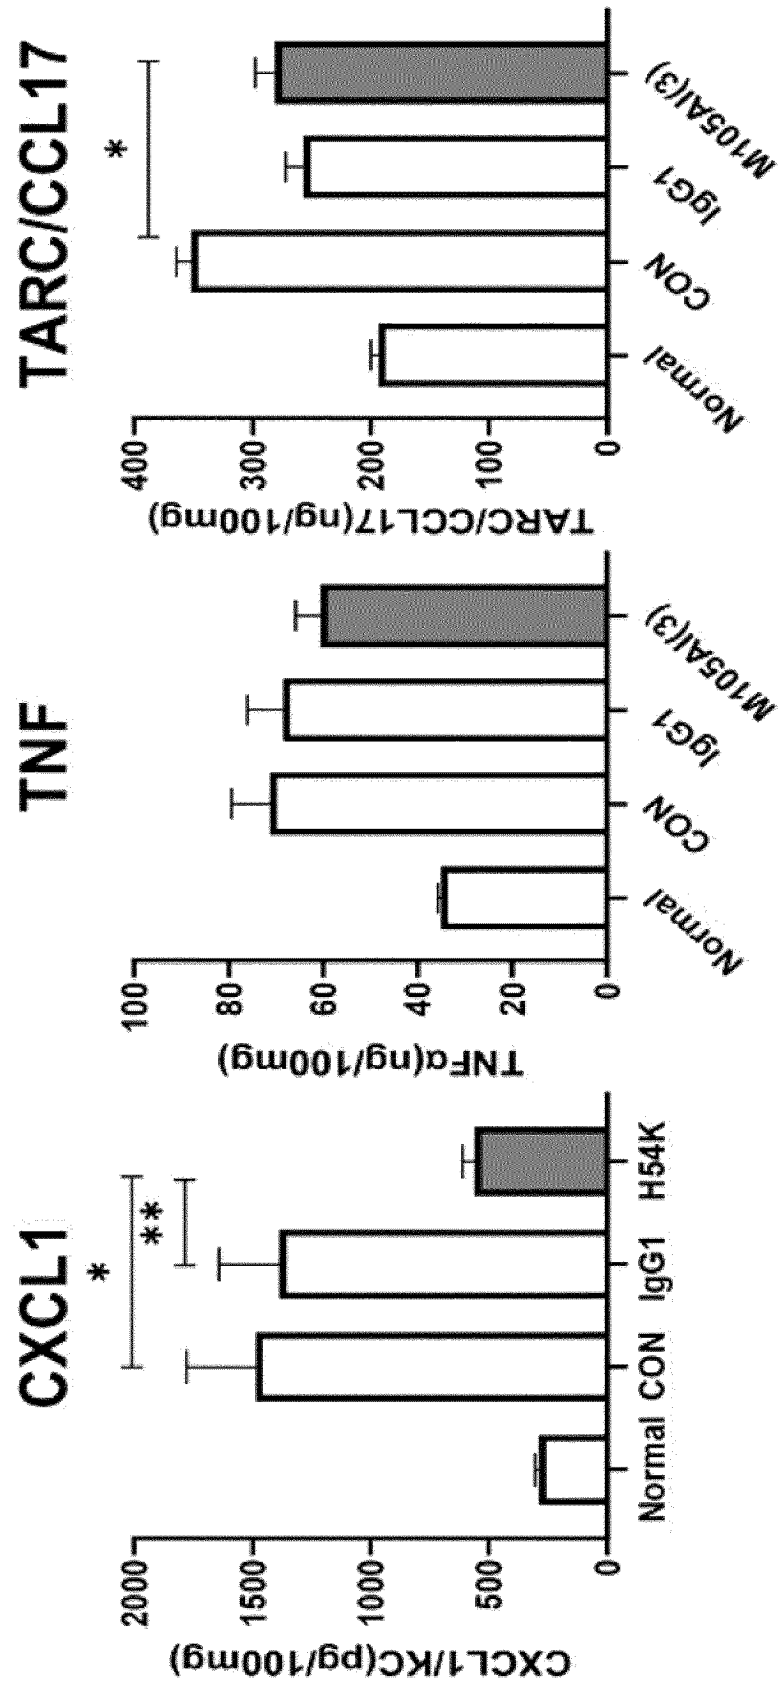 CXCL1
CXCL1/KC(pg/100mg)
2000
1500
1000
500
0
*
**
Normal
CON
IgG1
H54K
TNF
TNFα(ng/100mg)
100
80
60
40
20
0
Normal
CON
IgG1
M105AI(3)
TARC/CCL17
TARC/CCL17(ng/100mg)
400
300
200
100
0
*
Normal
CON
IgG1
M105AI(3)